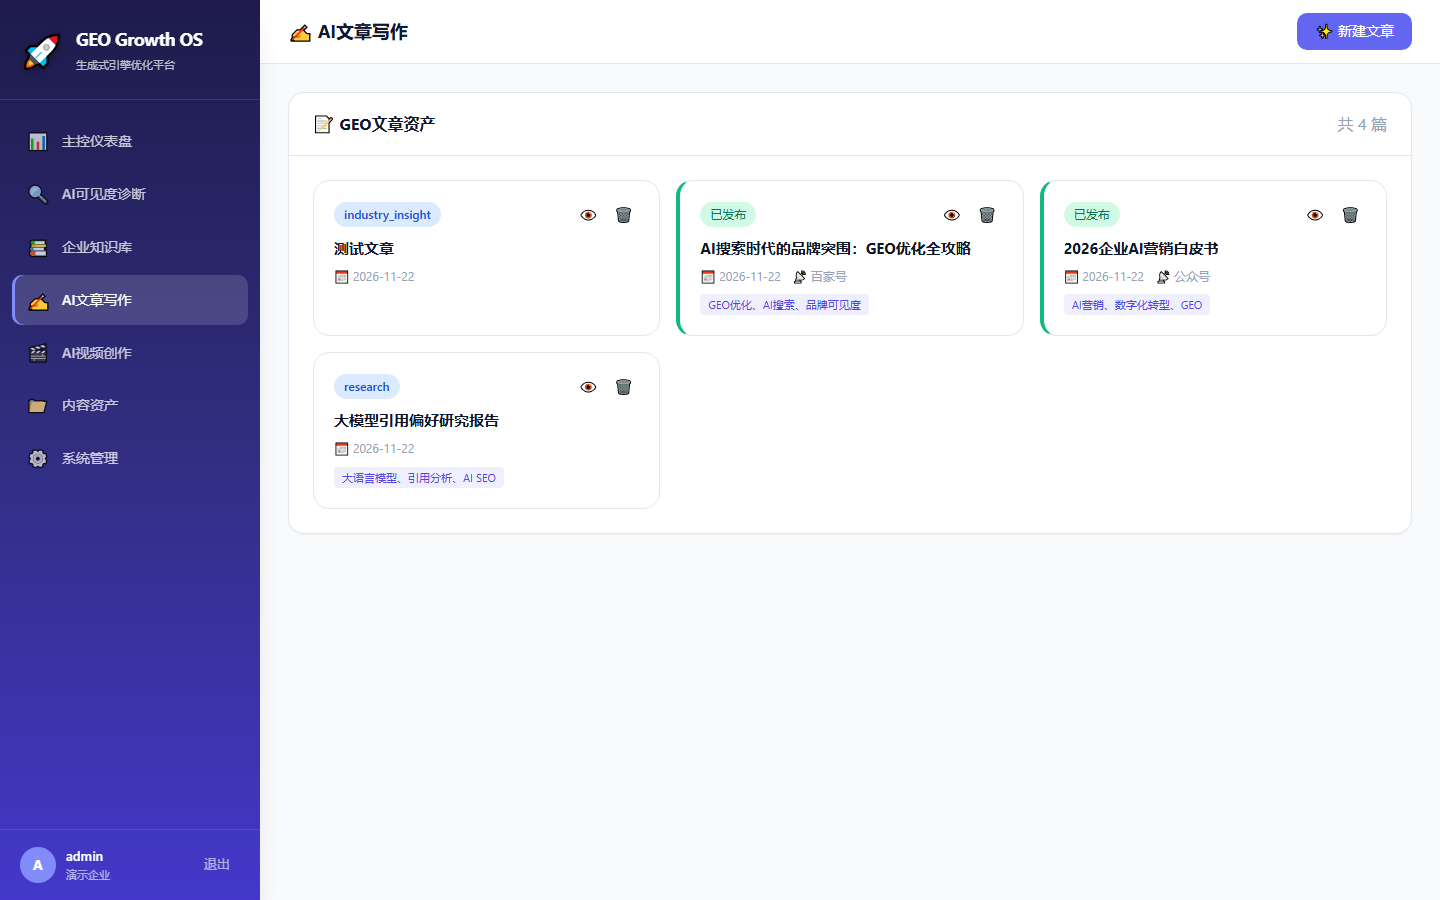 GEO Growth OS
生成式引擎优化平台
主控仪表盘
AI可见度诊断
企业知识库
AI文章写作
AI视频创作
内容资产
系统管理
A
admin
演示企业
退出
AI文章写作
新建文章
GEO文章资产
共 4 篇
industry_insight
测试文章
2026-11-22
已发布
AI搜索时代的品牌突围：GEO优化全攻略
2026-11-22 百家号
GEO优化、AI搜索、品牌可见度
已发布
2026企业AI营销白皮书
2026-11-22 公众号
AI营销、数字化转型、GEO
research
大模型引用偏好研究报告
2026-11-22
大语言模型、引用分析、AI SEO